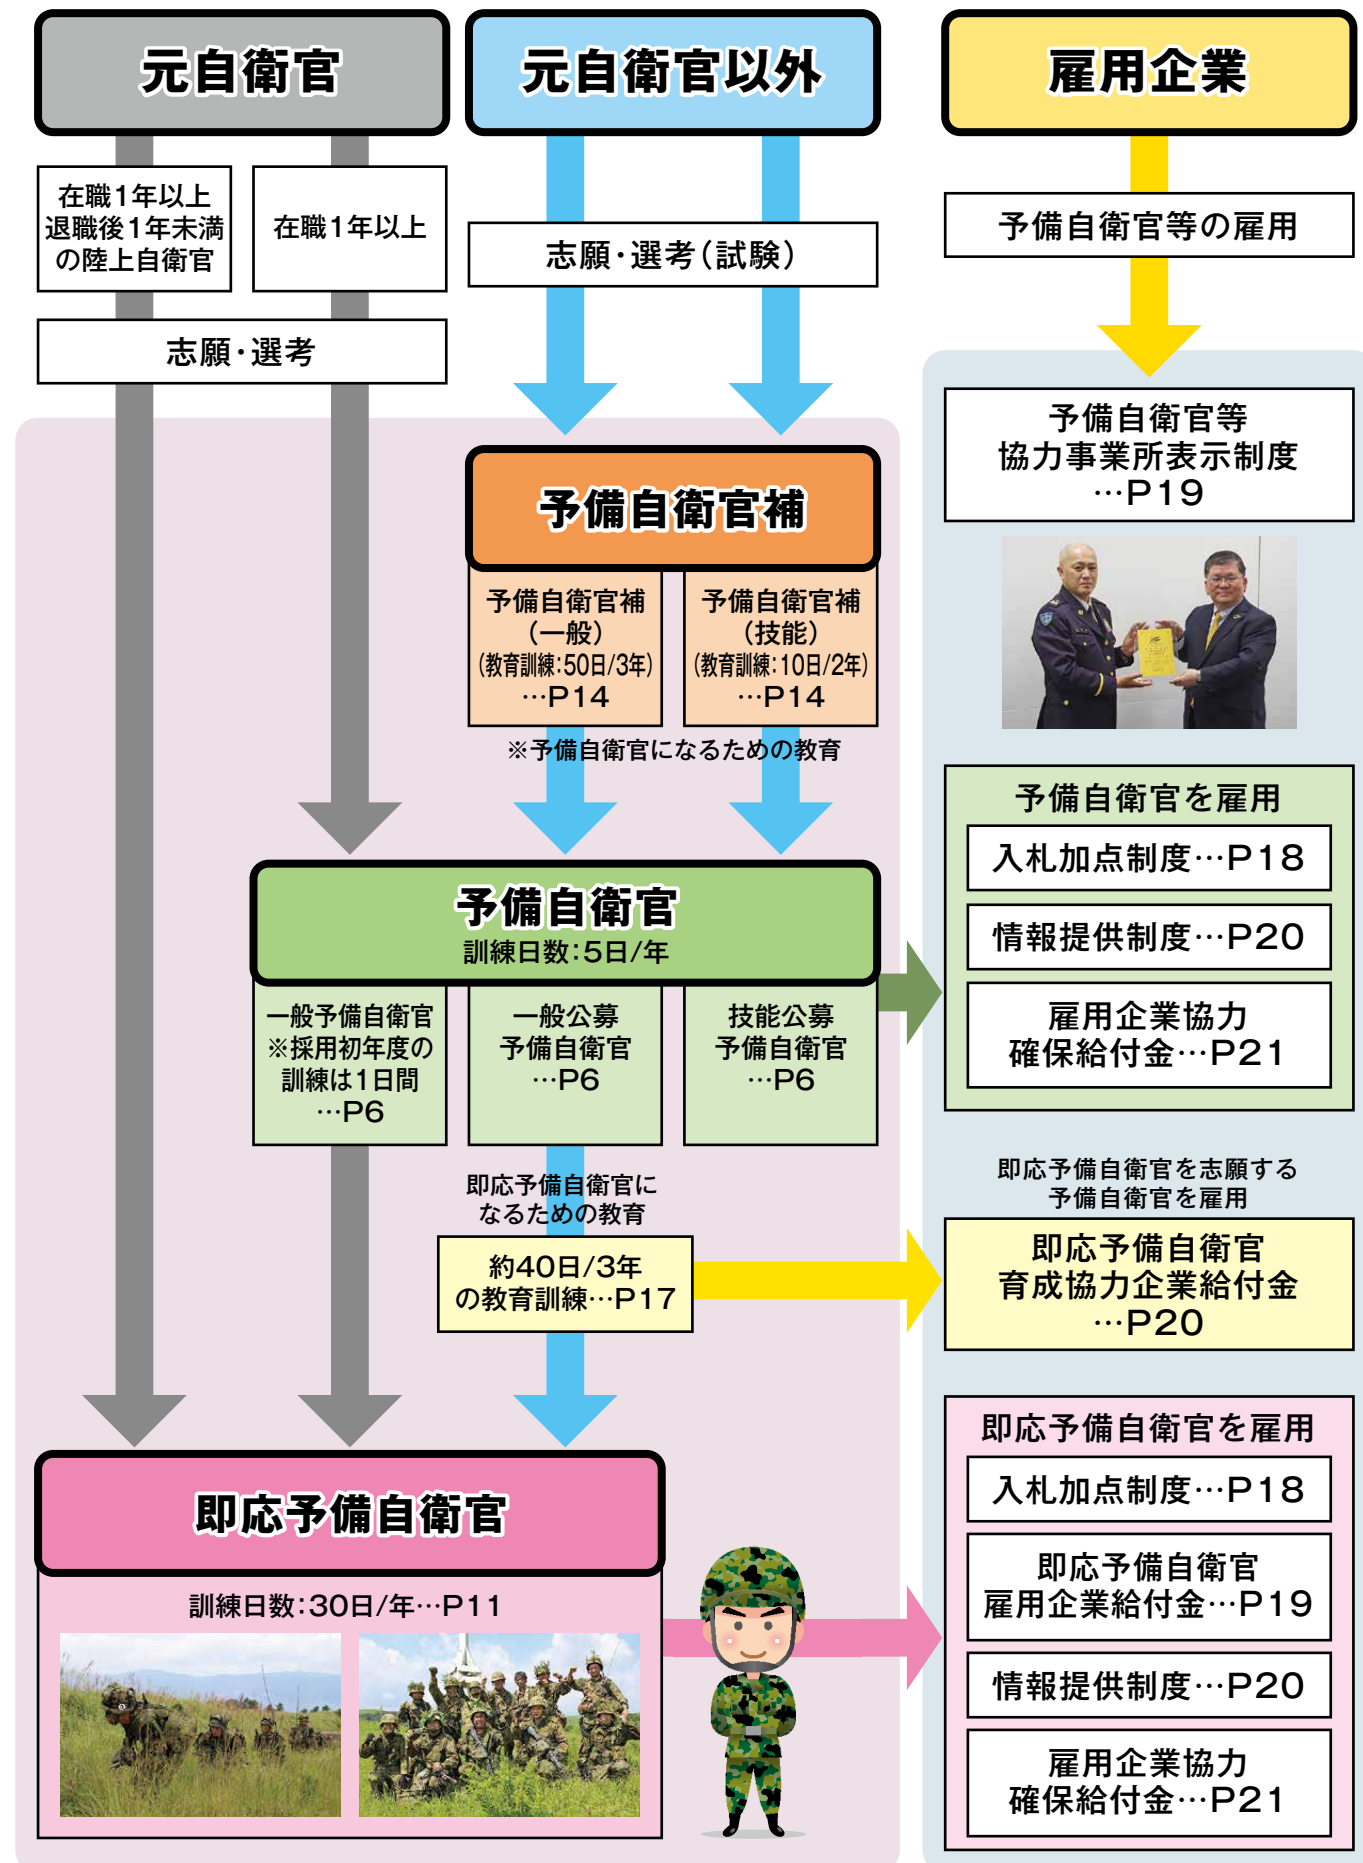 元自衛官
在職1年以上
退職後1年未満
の陸上自衛官
在職1年以上
志願・選考
元自衛官以外
志願・選考(試験)
予備自衛官補
予備自衛官補
(一般)
(教育訓練:50日/3年)
…P14
予備自衛官補
(技能)
(教育訓練:10日/2年)
…P14
※予備自衛官になるための教育
予備自衛官
訓練日数:5日/年
一般予備自衛官
※採用初年度の
訓練は1日間
…P6
一般公募
予備自衛官
…P6
技能公募
予備自衛官
…P6
即応予備自衛官に
なるための教育
約40日/3年
の教育訓練…P17
即応予備自衛官
訓練日数:30日/年…P11
雇用企業
予備自衛官等の雇用
予備自衛官等
協力事業所表示制度
…P19
予備自衛官を雇用
入札加点制度…P18
情報提供制度…P20
雇用企業協力
確保給付金…P21
即応予備自衛官を志願する
予備自衛官を雇用
即応予備自衛官
育成協力企業給付金
…P20
即応予備自衛官を雇用
入札加点制度…P18
即応予備自衛官
雇用企業給付金…P19
情報提供制度…P20
雇用企業協力
確保給付金…P21